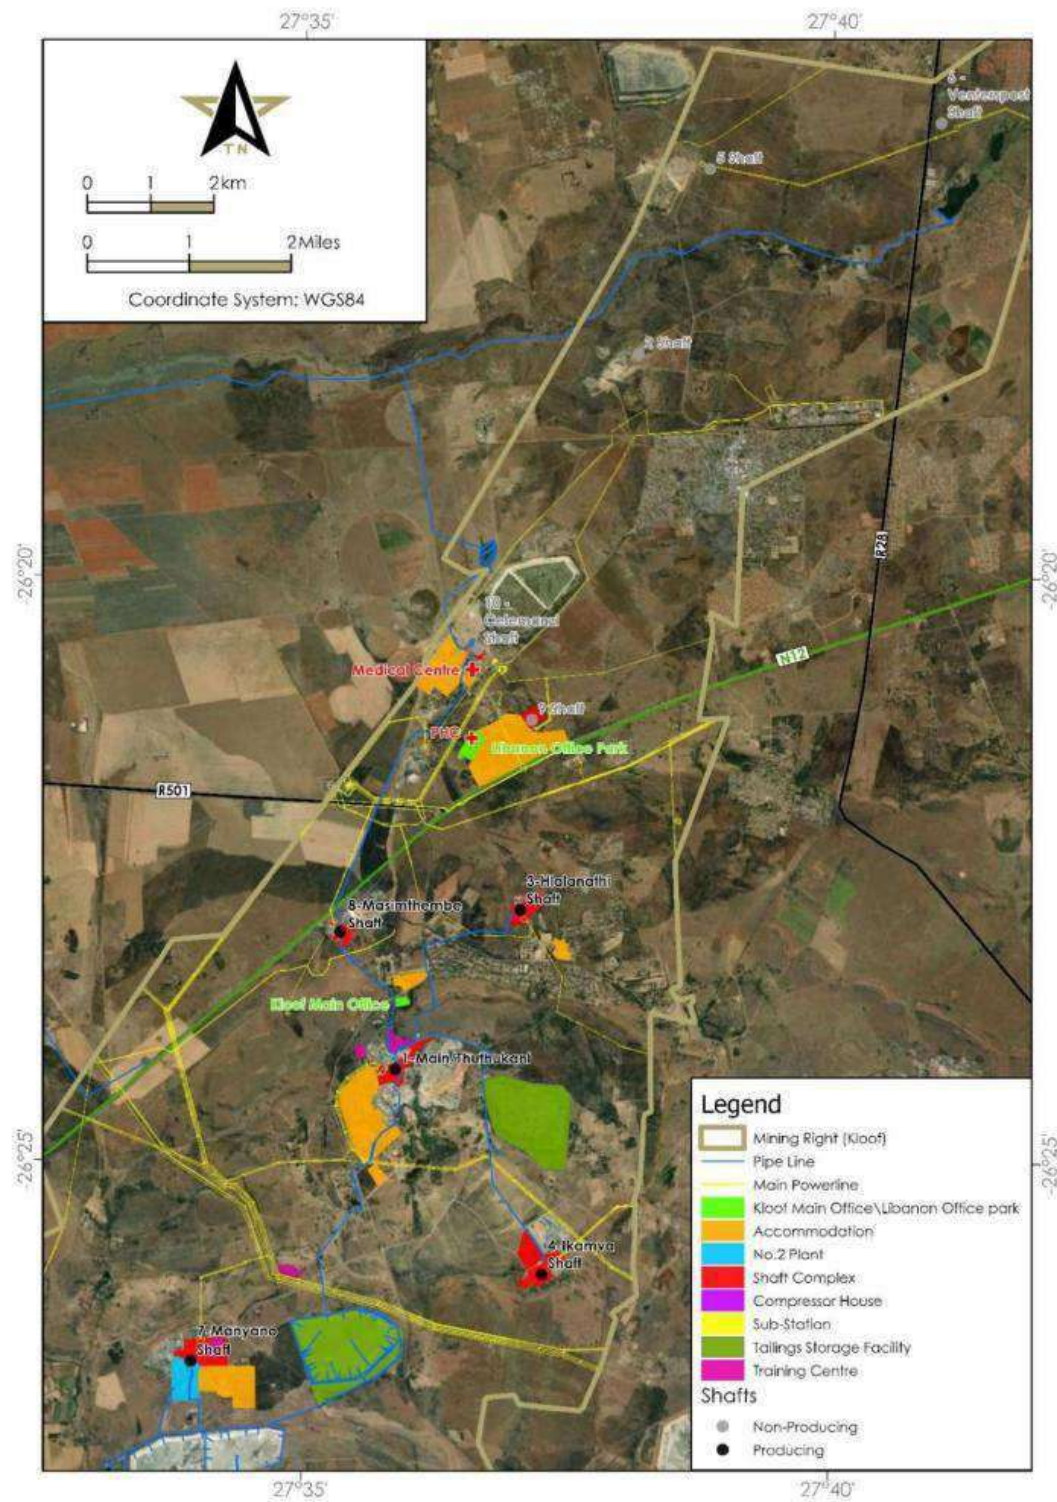 27°35'
27°40'
TN
0 1 2km
0 1 2Miles
Coordinate System: WGS84
6 -
Venterspost
Shaft
5 Shaft
2 Shaft
-26°20'
-26°20'
R28
10 -
Cetemanzi
Shaft
N12
Medical Centre
9 Shaft
PHC
Libanon Office Park
R501
3-Hlalanathi
Shaft
8-Masimthembe
Shaft
Kloof Main Office
1-Main Thuthukani
-26°25'
-26°25'
4-Ikamva
Shaft
7-Manyano
Shaft
Legend
Mining Right (Kloof)
Pipe Line
Main Powerline
Kloof Main Office\Libanon Office park
Accommodation
No.2 Plant
Shaft Complex
Compressor House
Sub-Station
Tailings Storage Facility
Training Centre
Shafts
Non-Producing
Producing
27°35'
27°40'